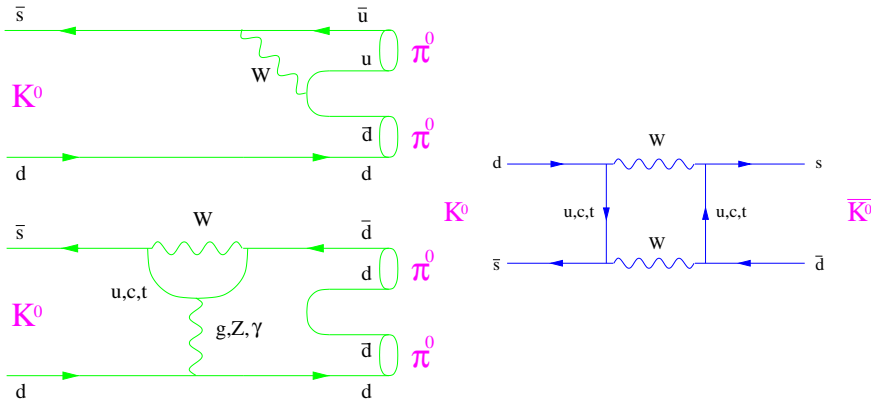 s̅ u̅
u π⁰
W
K⁰
d̅ π⁰
d d
W
s̅ d̅
d π⁰
u,c,t
K⁰
g,Z,γ
d̅ π⁰
d d
W
d s
K⁰ u,c,t u,c,t K̅⁰
W
s̅ d̅